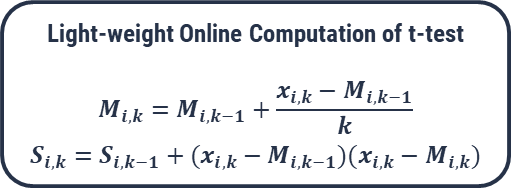 Light-weight Online Computation of t-test
M_{i,k} = M_{i,k-1} + \frac{x_{i,k} - M_{i,k-1}}{k}
S_{i,k} = S_{i,k-1} + (x_{i,k} - M_{i,k-1})(x_{i,k} - M_{i,k})